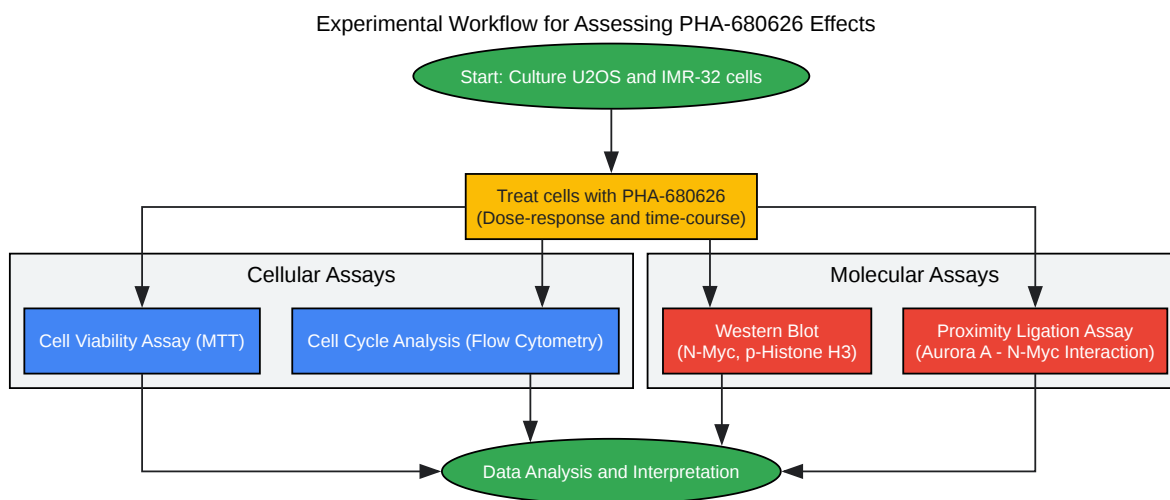 Experimental Workflow for Assessing PHA-680626 Effects
Start: Culture U2OS and IMR-32 cells
Treat cells with PHA-680626
(Dose-response and time-course)
Cellular Assays
Molecular Assays
Cell Viability Assay (MTT)
Cell Cycle Analysis (Flow Cytometry)
Western Blot
(N-Myc, p-Histone H3)
Proximity Ligation Assay
(Aurora A - N-Myc Interaction)
Data Analysis and Interpretation